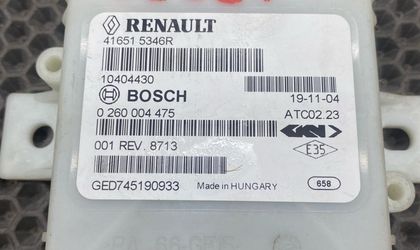 RENAULT
41651 5346R
10404430
BOSCH
19-11-04
0 260 004 475
ATC02.23
GKN
001 REV. 8713
E35
GED745190933
Made in HUNGARY
658